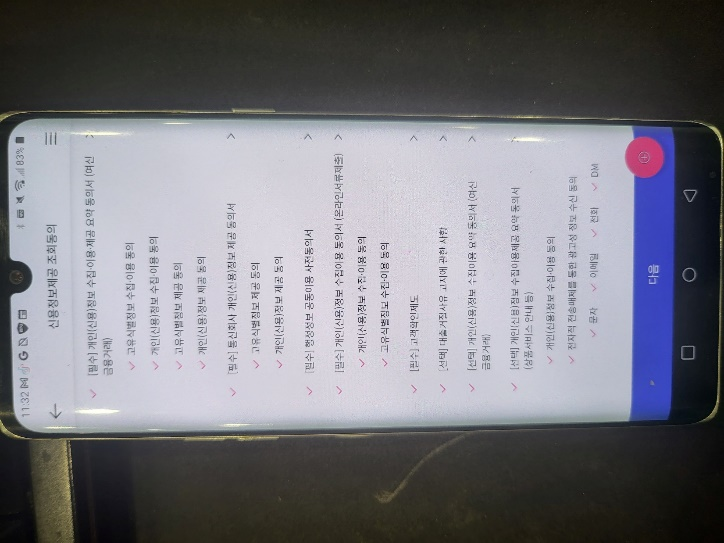 11:32
83%
신용정보제공 조회동의
[필수] 개인(신용)정보 수집·이용·제공 요약 동의서 (여신
금융거래)
고유식별정보 수집·이용 동의
개인(신용)정보 수집·이용 동의
고유식별정보 제공 동의
개인(신용)정보 제공 동의
[필수] 통신회사 개인(신용)정보 제공 동의서
고유식별정보 제공 동의
개인(신용)정보 제공 동의
[필수] 행정정보 공동이용 사전동의서
[필수] 개인(신용)정보 수집이용 동의서 (온라인서류제출)
개인(신용)정보 수집·이용 동의
고유식별정보 수집·이용 동의
[필수] 고객확인제도
[선택] 대출거절사유 고지에 관한 사항
[선택] 개인(신용)정보 수집이용 요약 동의서 (여신
금융거래)
[선택] 개인(신용)정보 수집이용제공 요약 동의서
(상품서비스 안내 등)
개인(신용)정보 수집·이용 동의
전자적 전송매체를 통한 광고성 정보 수신 동의
문자 이메일 전화 DM
다음